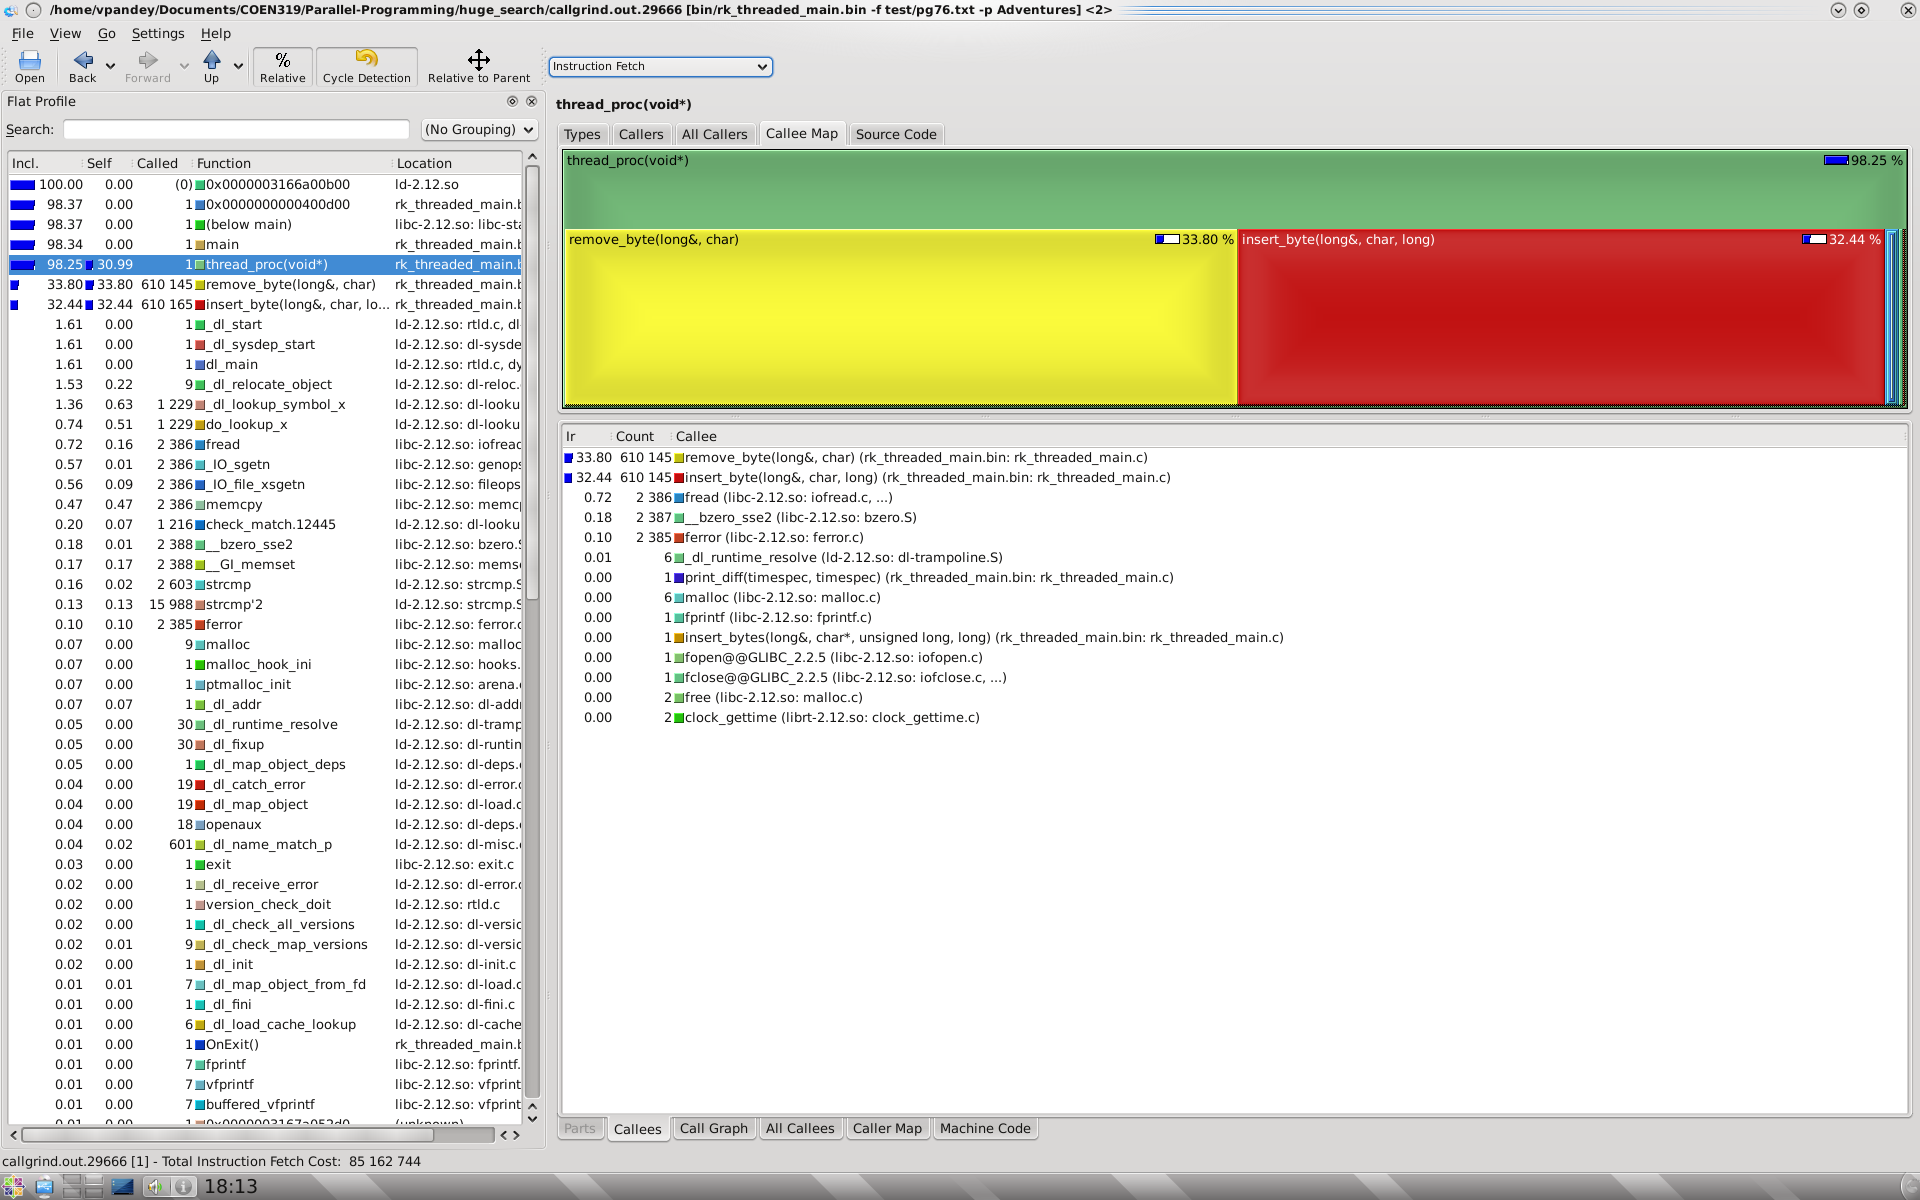 /home/vpandey/Documents/COEN319/Parallel-Programming/huge_search/callgrind.out.29666 [bin/rk_threaded_main.bin -f test/pg76.txt -p Adventures] <2>
File View Go Settings Help
Open Back Forward Up % Relative Cycle Detection Relative to Parent Instruction Fetch
Flat Profile
Search: (No Grouping)
Incl. Self Called Function Location
100.00 0.00 (0) 0x0000003166a00b00 ld-2.12.so
98.37 0.00 1 0x0000000000400d00 rk_threaded_main.b
98.37 0.00 1 (below main) libc-2.12.so: libc-sta
98.34 0.00 1 main rk_threaded_main.b
98.25 30.99 1 thread_proc(void*) rk_threaded_main.b
33.80 33.80 610 145 remove_byte(long&, char) rk_threaded_main.b
32.44 32.44 610 165 insert_byte(long&, char, lo... rk_threaded_main.b
1.61 0.00 1 _dl_start ld-2.12.so: rtld.c, dl-
1.61 0.00 1 _dl_sysdep_start ld-2.12.so: dl-sysde
1.61 0.00 1 dl_main ld-2.12.so: rtld.c, dy
1.53 0.22 9 _dl_relocate_object ld-2.12.so: dl-reloc.
1.36 0.63 1 229 _dl_lookup_symbol_x ld-2.12.so: dl-looku
0.74 0.51 1 229 do_lookup_x ld-2.12.so: dl-looku
0.72 0.16 2 386 fread libc-2.12.so: iofread
0.57 0.01 2 386 _IO_sgetn libc-2.12.so: genops
0.56 0.09 2 386 _IO_file_xsgetn libc-2.12.so: fileops
0.47 0.47 2 386 memcpy libc-2.12.so: memc
0.20 0.07 1 216 check_match.12445 ld-2.12.so: dl-looku
0.18 0.01 2 388 __bzero_sse2 libc-2.12.so: bzero.S
0.17 0.17 2 388 __GI_memset libc-2.12.so: mems
0.16 0.02 2 603 strcmp ld-2.12.so: strcmp.S
0.13 0.13 15 988 strcmp'2 ld-2.12.so: strcmp.S
0.10 0.10 2 385 ferror libc-2.12.so: ferror.c
0.07 0.00 9 malloc libc-2.12.so: malloc
0.07 0.00 1 malloc_hook_ini libc-2.12.so: hooks.
0.07 0.00 1 ptmalloc_init libc-2.12.so: arena.
0.07 0.07 1 _dl_addr libc-2.12.so: dl-add
0.05 0.00 30 _dl_runtime_resolve ld-2.12.so: dl-tramp
0.05 0.00 30 _dl_fixup ld-2.12.so: dl-runtin
0.05 0.00 1 _dl_map_object_deps ld-2.12.so: dl-deps.
0.04 0.00 19 _dl_catch_error ld-2.12.so: dl-error.c
0.04 0.00 19 _dl_map_object ld-2.12.so: dl-load.c
0.04 0.00 18 openaux ld-2.12.so: dl-deps.
0.04 0.02 601 _dl_name_match_p ld-2.12.so: dl-misc.
0.03 0.00 1 exit libc-2.12.so: exit.c
0.02 0.00 1 _dl_receive_error ld-2.12.so: dl-error.c
0.02 0.00 1 version_check_doit ld-2.12.so: rtld.c
0.02 0.00 1 _dl_check_all_versions ld-2.12.so: dl-versic
0.02 0.01 9 _dl_check_map_versions ld-2.12.so: dl-versic
0.02 0.00 1 _dl_init ld-2.12.so: dl-init.c
0.01 0.01 7 _dl_map_object_from_fd ld-2.12.so: dl-load.c
0.01 0.00 1 _dl_fini ld-2.12.so: dl-fini.c
0.01 0.00 6 _dl_load_cache_lookup ld-2.12.so: dl-cache
0.01 0.00 1 OnExit() rk_threaded_main.b
0.01 0.00 7 fprintf libc-2.12.so: fprintf.
0.01 0.00 7 vfprintf libc-2.12.so: vfprint
0.01 0.00 7 buffered_vfprintf libc-2.12.so: vfprint
thread_proc(void*)
Types Callers All Callers Callee Map Source Code
thread_proc(void*) 98.25 %
remove_byte(long&, char) 33.80 % insert_byte(long&, char, long) 32.44 %
Ir Count Callee
33.80 610 145 remove_byte(long&, char) (rk_threaded_main.bin: rk_threaded_main.c)
32.44 610 145 insert_byte(long&, char, long) (rk_threaded_main.bin: rk_threaded_main.c)
0.72 2 386 fread (libc-2.12.so: iofread.c, ...)
0.18 2 387 __bzero_sse2 (libc-2.12.so: bzero.S)
0.10 2 385 ferror (libc-2.12.so: ferror.c)
0.01 6 _dl_runtime_resolve (ld-2.12.so: dl-trampoline.S)
0.00 1 print_diff(timespec, timespec) (rk_threaded_main.bin: rk_threaded_main.c)
0.00 6 malloc (libc-2.12.so: malloc.c)
0.00 1 fprintf (libc-2.12.so: fprintf.c)
0.00 1 insert_bytes(long&, char*, unsigned long, long) (rk_threaded_main.bin: rk_threaded_main.c)
0.00 1 fopen@@GLIBC_2.2.5 (libc-2.12.so: iofopen.c)
0.00 1 fclose@@GLIBC_2.2.5 (libc-2.12.so: iofclose.c, ...)
0.00 2 free (libc-2.12.so: malloc.c)
0.00 2 clock_gettime (librt-2.12.so: clock_gettime.c)
Parts Callees Call Graph All Callees Caller Map Machine Code
callgrind.out.29666 [1] - Total Instruction Fetch Cost: 85 162 744
18:13